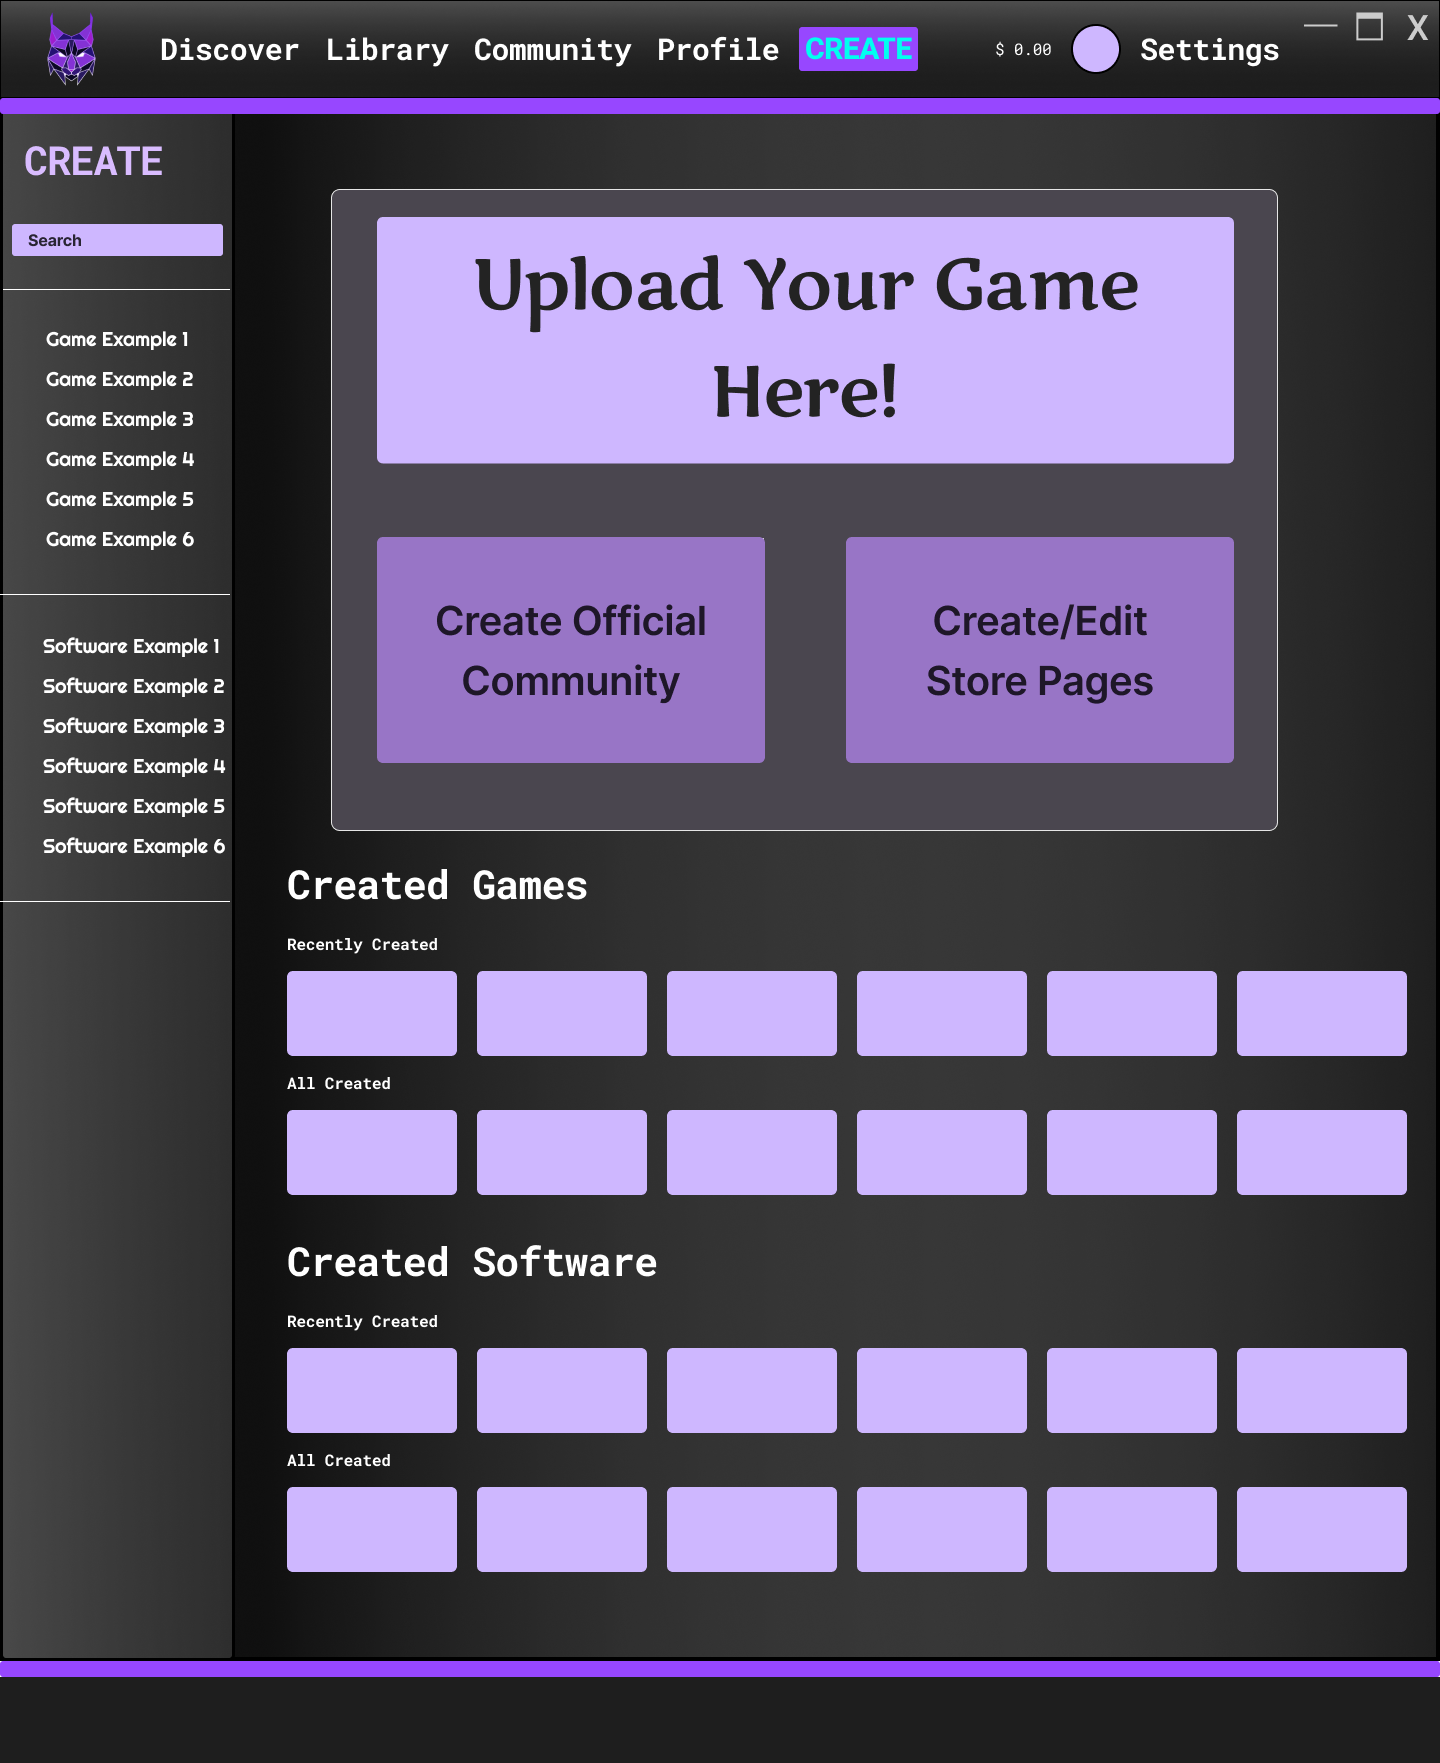 Discover Library Community Profile CREATE $ 0.00 Settings X
CREATE
Search
Game Example 1
Game Example 2
Game Example 3
Game Example 4
Game Example 5
Game Example 6
Software Example 1
Software Example 2
Software Example 3
Software Example 4
Software Example 5
Software Example 6
Upload Your Game
Here!
Create Official
Community
Create/Edit
Store Pages
Created Games
Recently Created
All Created
Created Software
Recently Created
All Created